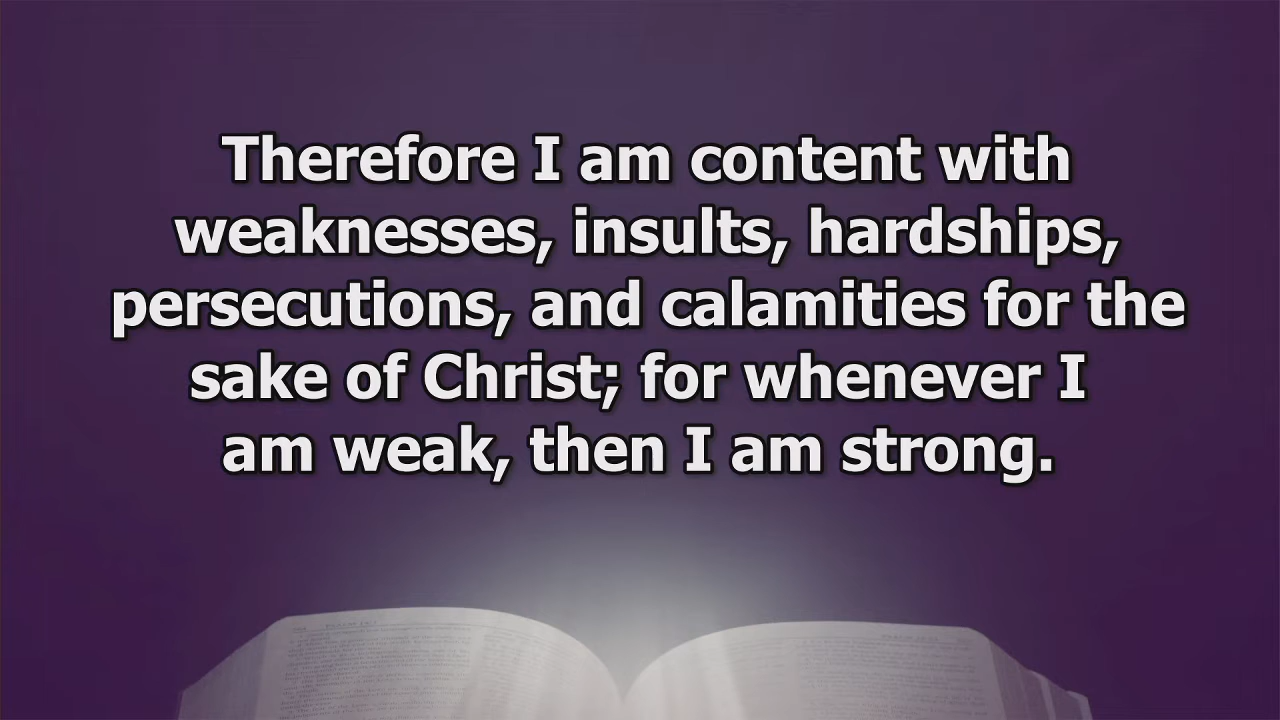 Therefore I am content with
weaknesses, insults, hardships,
persecutions, and calamities for the
sake of Christ; for whenever I
am weak, then I am strong.